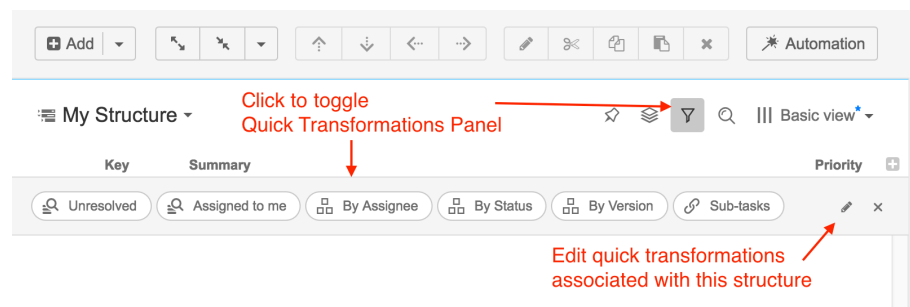 Add
Automation
My Structure
Click to toggle
Quick Transformations Panel
Basic view*
Key Summary Priority
Unresolved Assigned to me By Assignee By Status By Version Sub-tasks
Edit quick transformations
associated with this structure